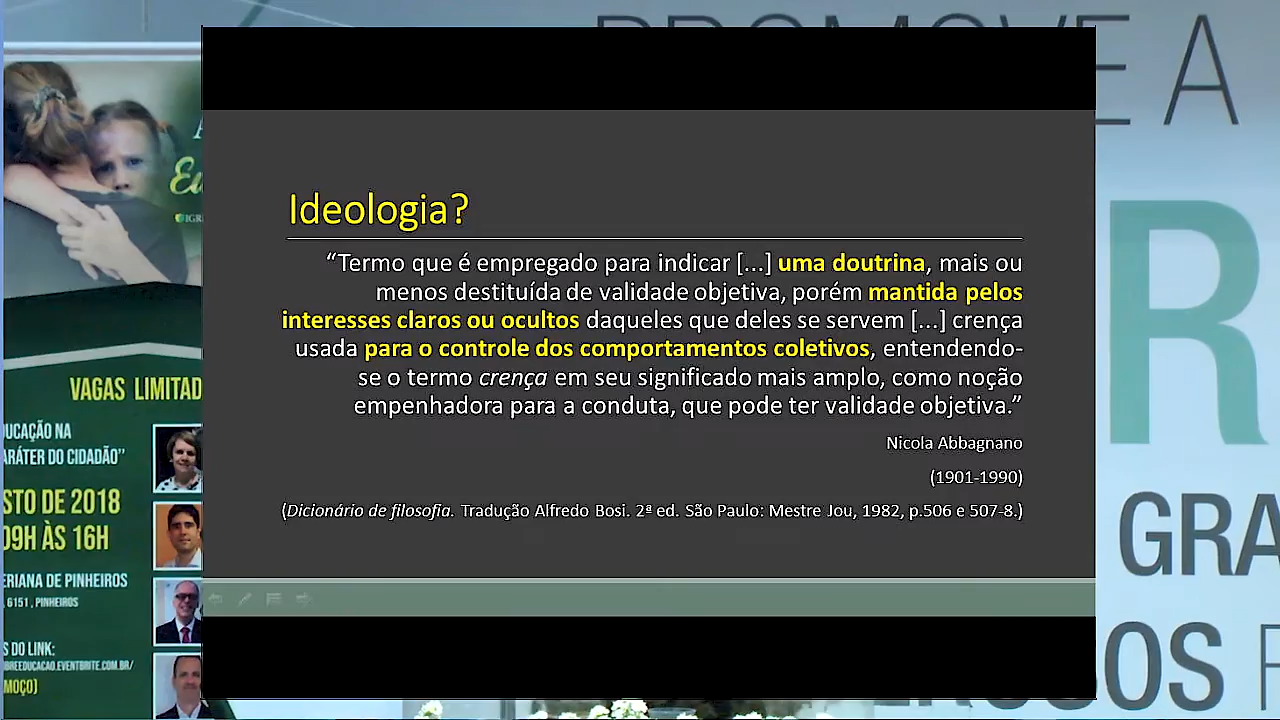 PROMOVE A
Ideologia?
“Termo que é empregado para indicar [...] uma doutrina, mais ou
menos destituída de validade objetiva, porém mantida pelos
interesses claros ou ocultos daqueles que deles se servem [...] crença
usada para o controle dos comportamentos coletivos, entendendo-
se o termo crença em seu significado mais amplo, como noção
empenhadora para a conduta, que pode ter validade objetiva.”
Nicola Abbagnano
(1901-1990)
(Dicionário de filosofia. Tradução Alfredo Bosi. 2ª ed. São Paulo: Mestre Jou, 1982, p.506 e 507-8.)
VAGAS LIMITAD
DUCAÇÃO NA
ARÁTER DO CIDADÃO”
STO DE 2018
09H ÀS 16H
ERIANA DE PINHEIROS
, 6151 , PINHEIROS
S DO LINK:
BREEDUCACAO.EVENTBRITE.COM.BR/
MOÇO)
R
GRA
OS